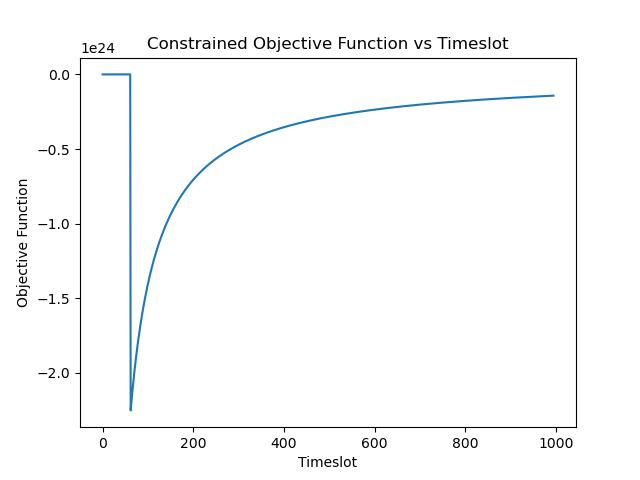 Constrained Objective Function vs Timeslot
1e24
0.0
−0.5
−1.0
−1.5
−2.0
Objective Function
0 200 400 600 800 1000
Timeslot